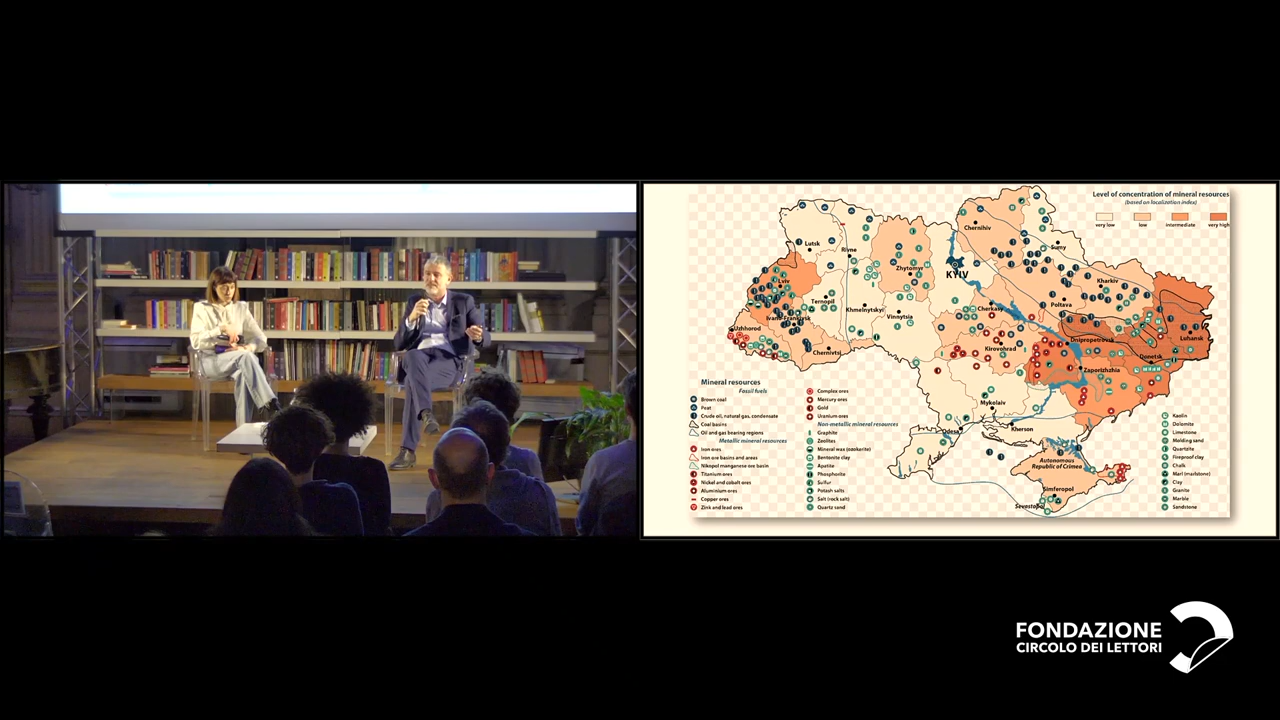 Level of concentration of mineral resources
(based on localization index)
very low
low
intermediate
very high
Chernihiv
Sumy
Lutsk
Rivne
Zhytomyr
KYIV
Kharkiv
Lviv
Ternopil
Khmelnytskyi
Vinnytsia
Cherkasy
Poltava
Luhansk
Ivano-Frankivsk
Uzhhorod
Chernivtsi
Kirovohrad
Dnipropetrovsk
Donetsk
Zaporizhzhia
Mykolaiv
Odesa
Kherson
Autonomous
Republic of Crimea
Simferopol
Sevastopol
Mineral resources
Fossil fuels
Brown coal
Peat
Crude oil, natural gas, condensate
Coal basins
Oil and gas bearing regions
Metallic mineral resources
Iron ores
Iron ore basins and areas
Nikopol manganese ore basin
Titanium ores
Nickel and cobalt ores
Aluminium ores
Copper ores
Zink and lead ores
Complex ores
Mercury ores
Gold
Uranium ores
Non-metallic mineral resources
Graphite
Zeolites
Mineral wax (ozokerite)
Bentonite clay
Apatite
Phosphorite
Sulfur
Potash salts
Salt (rock salt)
Quartz sand
Kaolin
Dolomite
Limestone
Molding sand
Quartzite
Fireproof clay
Chalk
Marl (marlstone)
Clay
Granite
Marble
Sandstone
FONDAZIONE
CIRCOLO DEI LETTORI